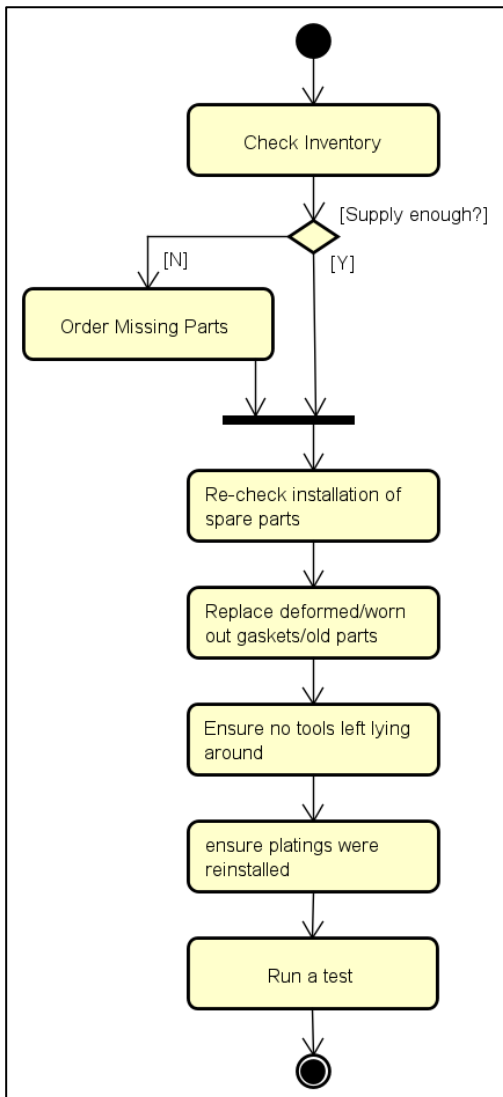 Check Inventory
[Supply enough?]
[N]
[Y]
Order Missing Parts
Re-check installation of
spare parts
Replace deformed/worn
out gaskets/old parts
Ensure no tools left lying
around
ensure platings were
reinstalled
Run a test